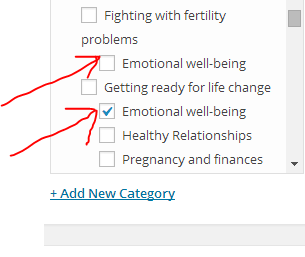 Fighting with fertility
problems
Emotional well-being
Getting ready for life change
Emotional well-being
Healthy Relationships
Pregnancy and finances
+ Add New Category